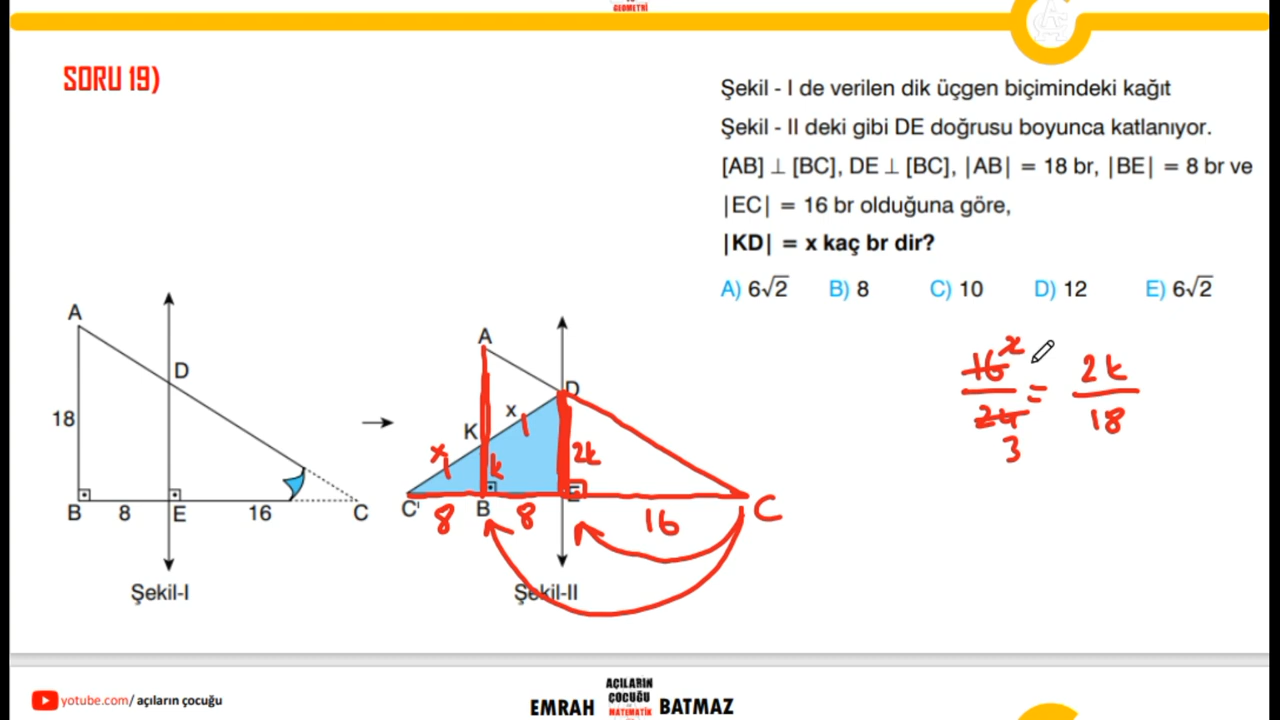 GEOMETRİ
SORU 19)
Şekil - I de verilen dik üçgen biçimindeki kağıt
Şekil - II deki gibi DE doğrusu boyunca katlanıyor.
[AB] ⊥ [BC], DE ⊥ [BC], |AB| = 18 br, |BE| = 8 br ve
|EC| = 16 br olduğuna göre,
|KD| = x kaç br dir?
A) 6√2 B) 8 C) 10 D) 12 E) 6√2
A
D
18
B 8 E 16 C
Şekil-I
A
D
x
K
x
k
2k
C' B E C
8 8 16
Şekil-II
16 2 = 2k
24 18
3
yotube.com/ açıların çocuğu
EMRAH AÇILARIN ÇOCUĞU MATEMATİK BATMAZ